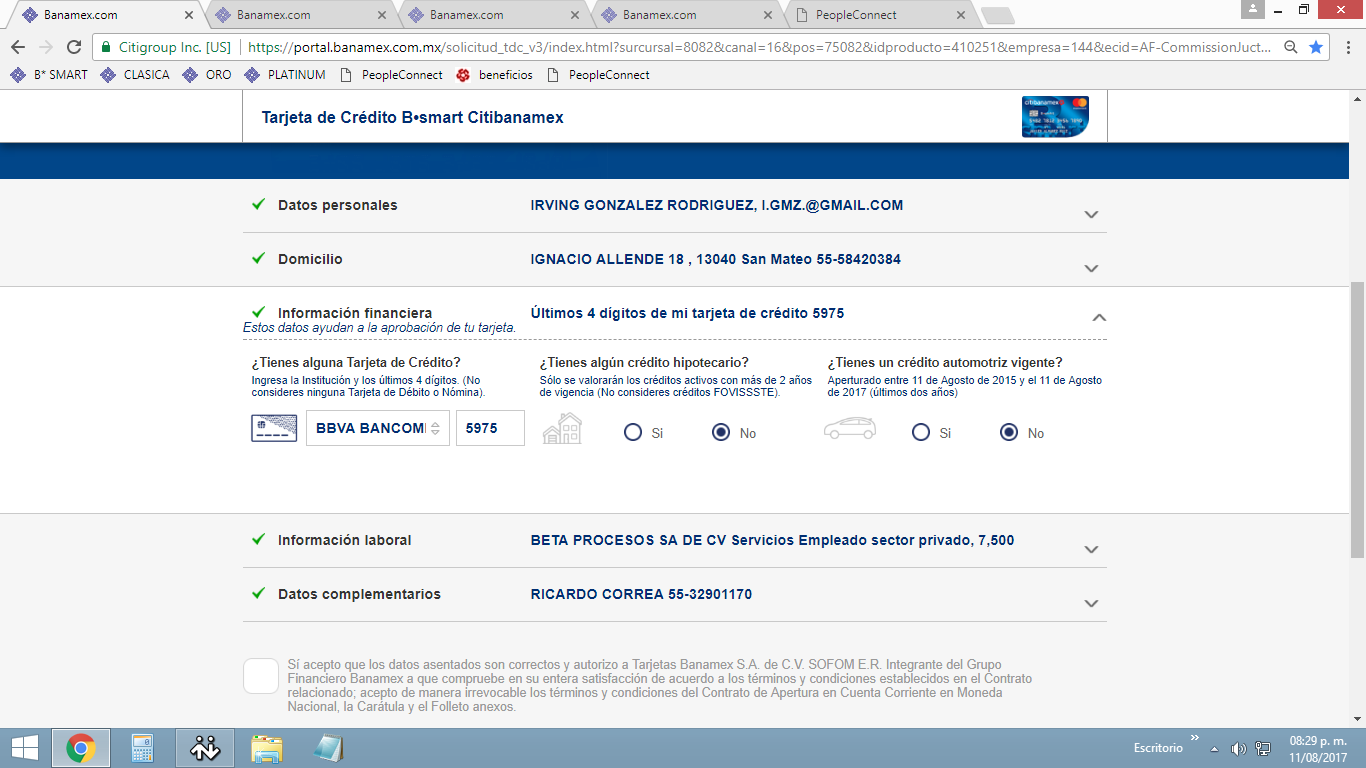 Banamex.com
Banamex.com
Banamex.com
Banamex.com
PeopleConnect
Citigroup Inc. [US]
https://portal.banamex.com.mx/solicitud_tdc_v3/index.html?surcursal=8082&canal=16&pos=75082&idproducto=410251&empresa=144&ecid=AF-CommissionJuct...
B* SMART
CLASICA
ORO
PLATINUM
PeopleConnect
beneficios
PeopleConnect
Tarjeta de Crédito B•smart Citibanamex
citibanamex
Datos personales
IRVING GONZALEZ RODRIGUEZ, I.GMZ.@GMAIL.COM
Domicilio
IGNACIO ALLENDE 18 , 13040 San Mateo 55-58420384
Información financiera
Últimos 4 dígitos de mi tarjeta de crédito 5975
Estos datos ayudan a la aprobación de tu tarjeta.
¿Tienes alguna Tarjeta de Crédito?
Ingresa la Institución y los últimos 4 dígitos. (No
consideres ninguna Tarjeta de Débito o Nómina).
BBVA BANCOM
5975
¿Tienes algún crédito hipotecario?
Sólo se valorarán los créditos activos con más de 2 años
de vigencia (No consideres créditos FOVISSSTE).
Si
No
¿Tienes un crédito automotriz vigente?
Aperturado entre 11 de Agosto de 2015 y el 11 de Agosto
de 2017 (últimos dos años)
Si
No
Información laboral
BETA PROCESOS SA DE CV Servicios Empleado sector privado, 7,500
Datos complementarios
RICARDO CORREA 55-32901170
Sí acepto que los datos asentados son correctos y autorizo a Tarjetas Banamex S.A. de C.V. SOFOM E.R. Integrante del Grupo
Financiero Banamex a que compruebe en su entera satisfacción de acuerdo a los términos y condiciones establecidos en el Contrato
relacionado; acepto de manera irrevocable los términos y condiciones del Contrato de Apertura en Cuenta Corriente en Moneda
Nacional, la Carátula y el Folleto anexos.
Escritorio
08:29 p. m.
11/08/2017